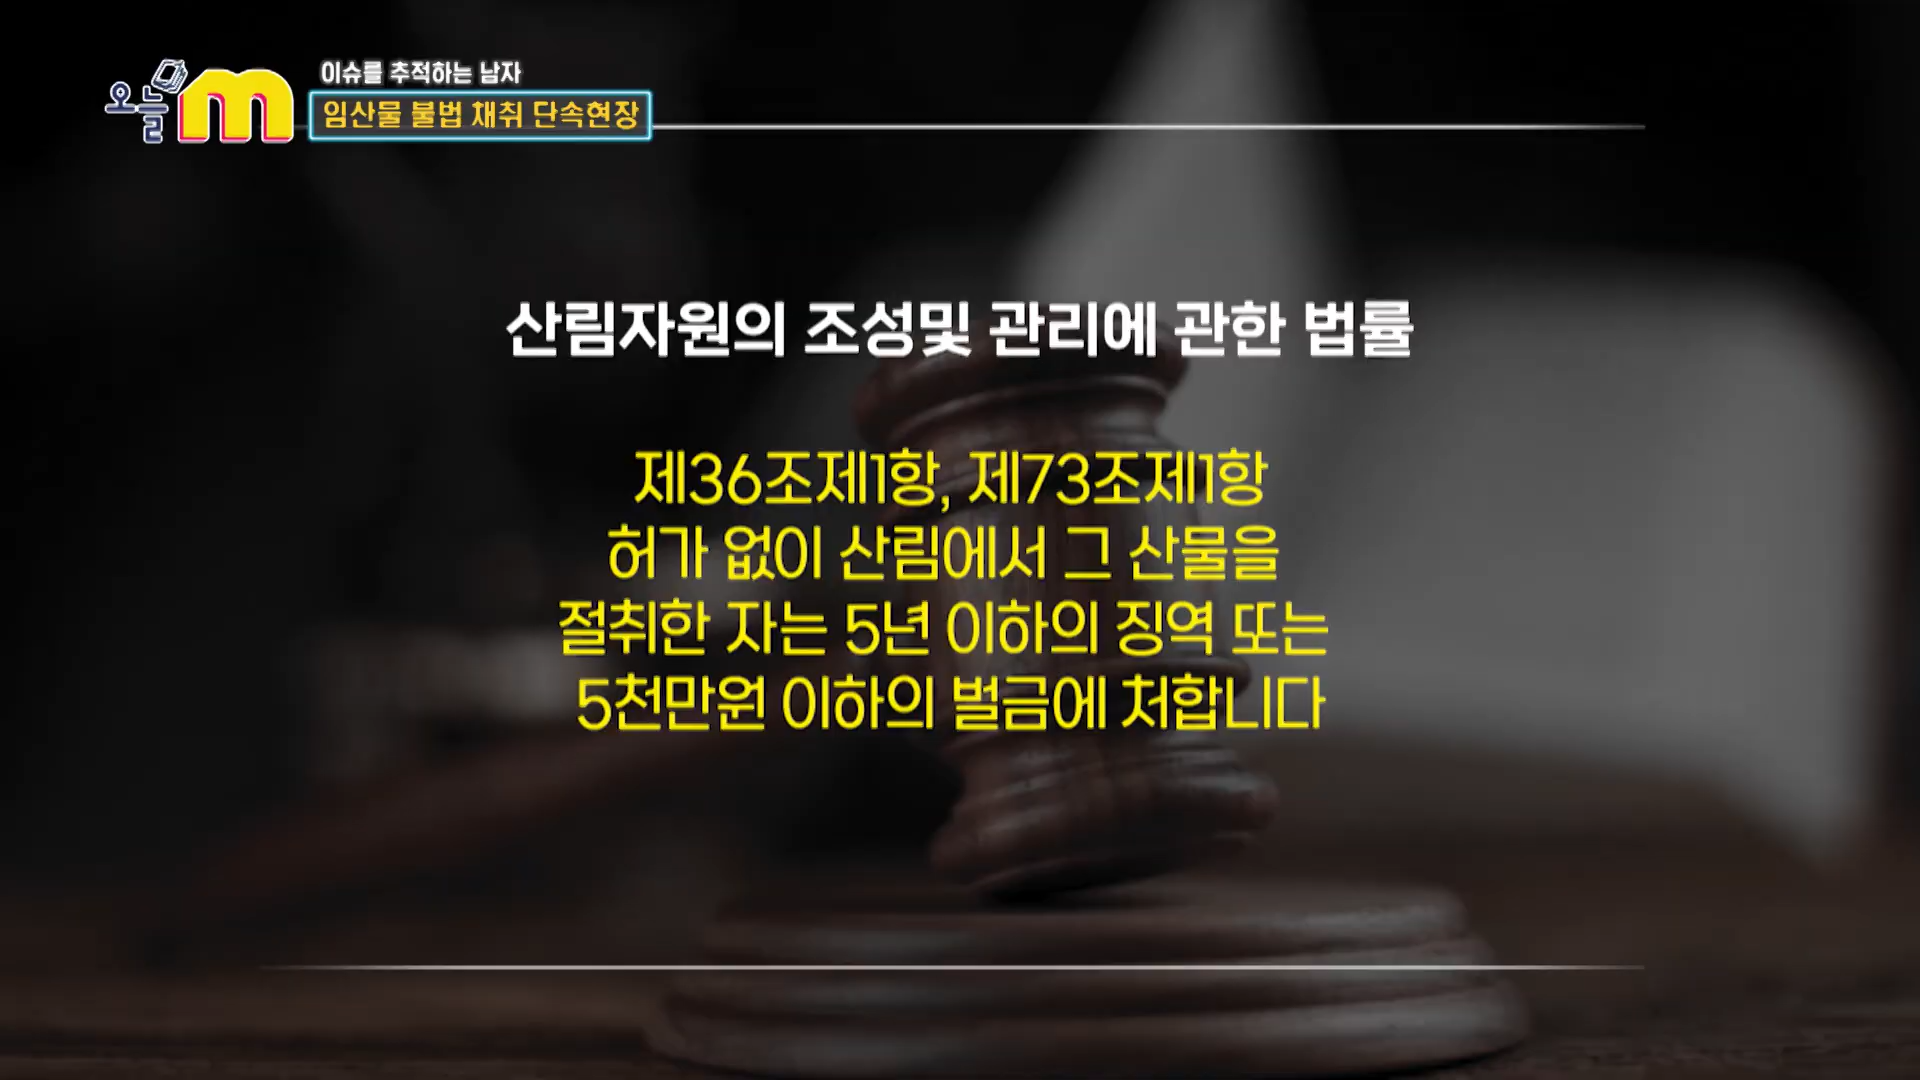 오늘m
이슈를 추적하는 남자
임산물 불법 채취 단속현장
산림자원의 조성및 관리에 관한 법률
제36조제1항, 제73조제1항
허가 없이 산림에서 그 산물을
절취한 자는 5년 이하의 징역 또는
5천만원 이하의 벌금에 처합니다